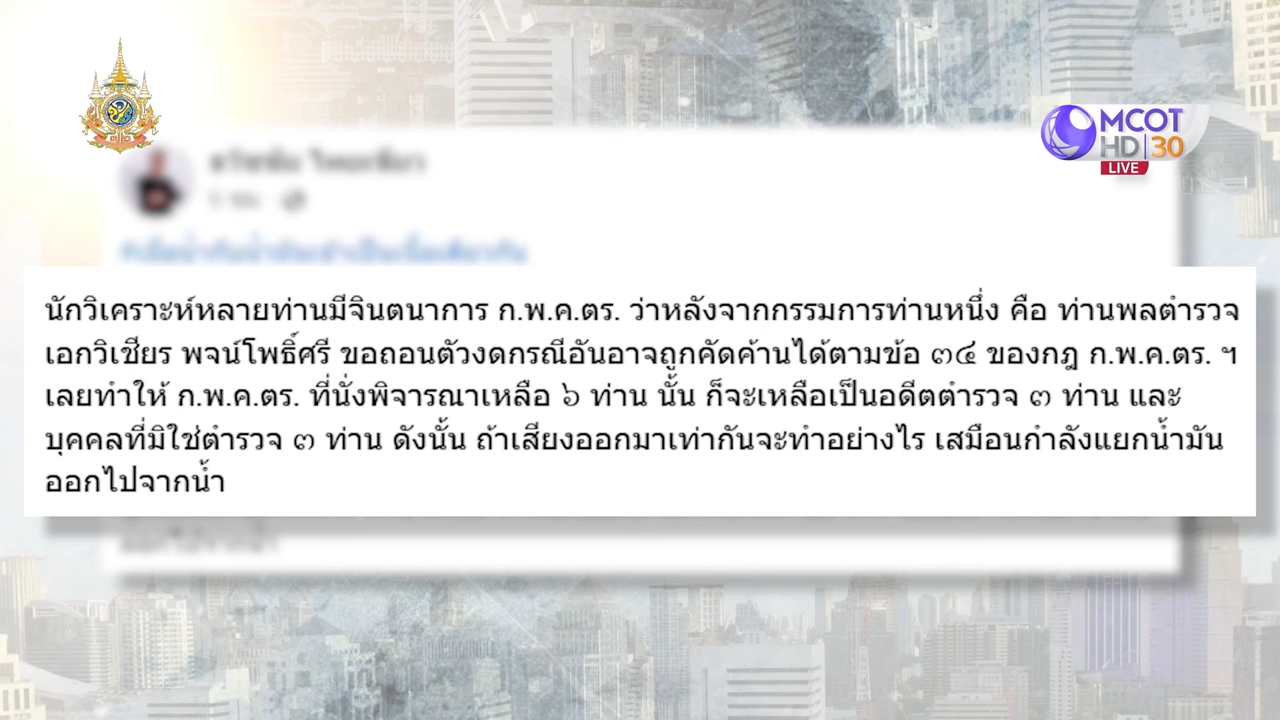 MCOT
HD 30
LIVE
นักวิเคราะห์หลายท่านมีจินตนาการ ก.พ.ค.ตร. ว่าหลังจากกรรมการท่านหนึ่ง คือ ท่านพลตำรวจ
เอกวิเชียร พจน์โพธิ์ศรี ขอถอนตัวงดกรณีอันอาจถูกคัดค้านได้ตามข้อ ๓๔ ของกฎ ก.พ.ค.ตร. ฯ
เลยทำให้ ก.พ.ค.ตร. ที่นั่งพิจารณาเหลือ ๖ ท่าน นั้น ก็จะเหลือเป็นอดีตตำรวจ ๓ ท่าน และ
บุคคลที่มิใช่ตำรวจ ๓ ท่าน ดังนั้น ถ้าเสียงออกมาเท่ากันจะทำอย่างไร เสมือนกำลังแยกน้ำมัน
ออกไปจากน้ำ